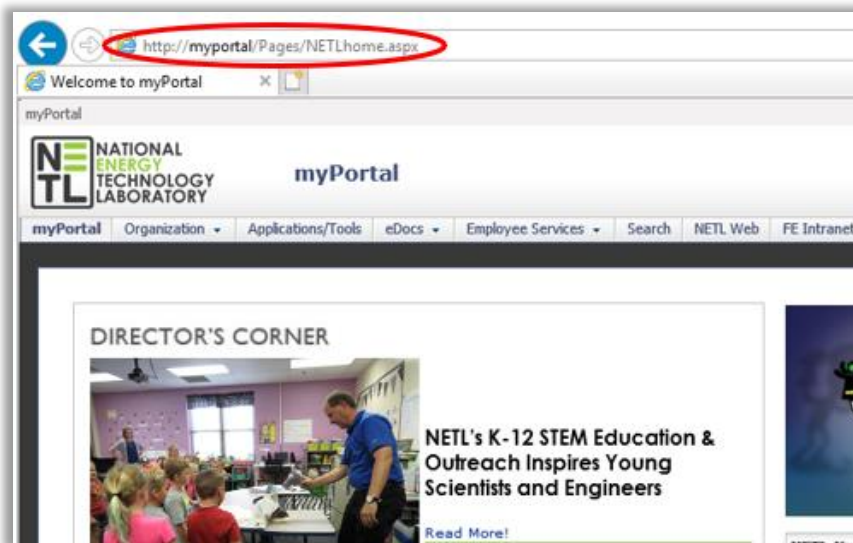 http://myportal/Pages/NETLhome.aspx
Welcome to myPortal
myPortal
NATIONAL
ENERGY
TECHNOLOGY
LABORATORY
NETL
myPortal
myPortal Organization Applications/Tools eDocs Employee Services Search NETL Web FE Intranet
DIRECTOR'S CORNER
NETL's K-12 STEM Education &
Outreach Inspires Young
Scientists and Engineers
Read More!